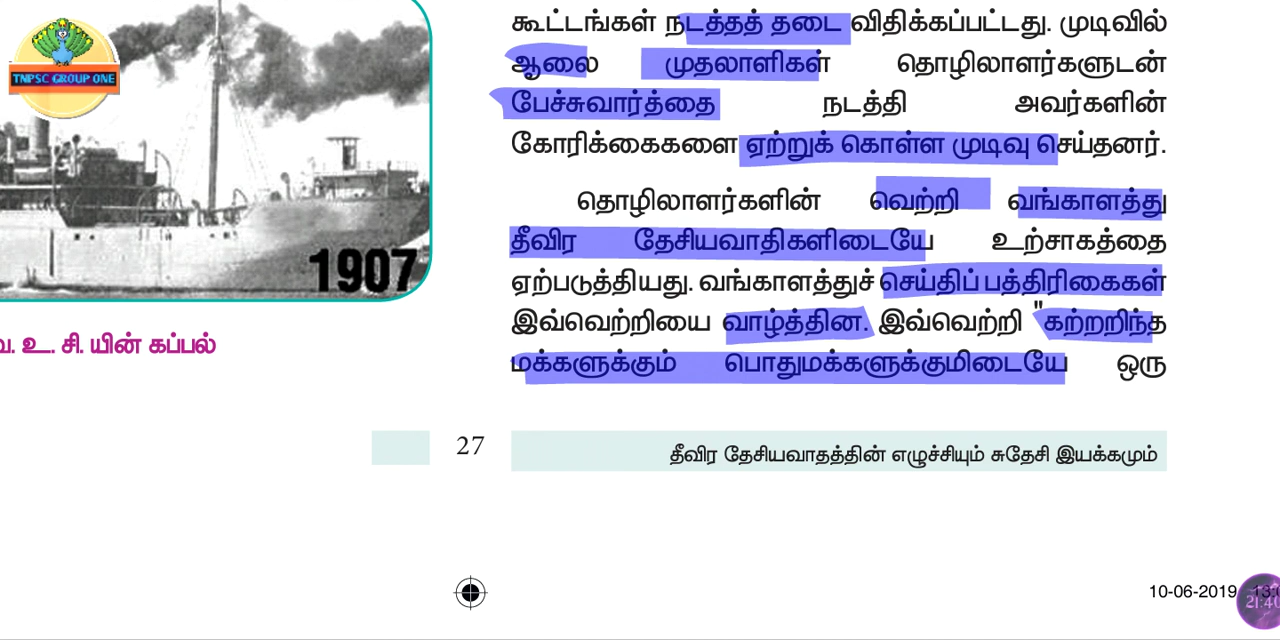 TNPSC GROUP ONE
1907
வ. உ. சி. யின் கப்பல்
கூட்டங்கள் நடத்தத் தடை விதிக்கப்பட்டது. முடிவில்
ஆலை முதலாளிகள் தொழிலாளர்களுடன்
பேச்சுவார்த்தை நடத்தி அவர்களின்
கோரிக்கைகளை ஏற்றுக் கொள்ள முடிவு செய்தனர்.
தொழிலாளர்களின் வெற்றி வங்காளத்து
தீவிர தேசியவாதிகளிடையே உற்சாகத்தை
ஏற்படுத்தியது. வங்காளத்துச் செய்திப் பத்திரிகைகள்
இவ்வெற்றியை வாழ்த்தின. இவ்வெற்றி "கற்றறிந்த
மக்களுக்கும் பொதுமக்களுக்குமிடையே ஒரு
27 தீவிர தேசியவாதத்தின் எழுச்சியும் சுதேசி இயக்கமும்
10-06-2019
21:40